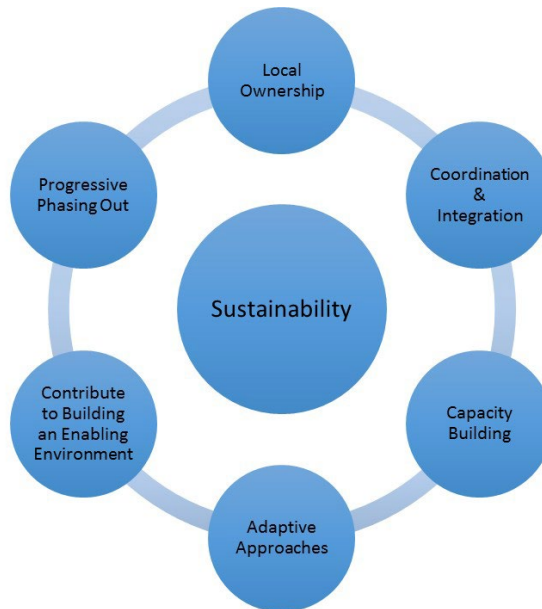 Local
Ownership
Coordination
&
Integration
Capacity
Building
Adaptive
Approaches
Contribute
to Building
an Enabling
Environment
Progressive
Phasing Out
Sustainability